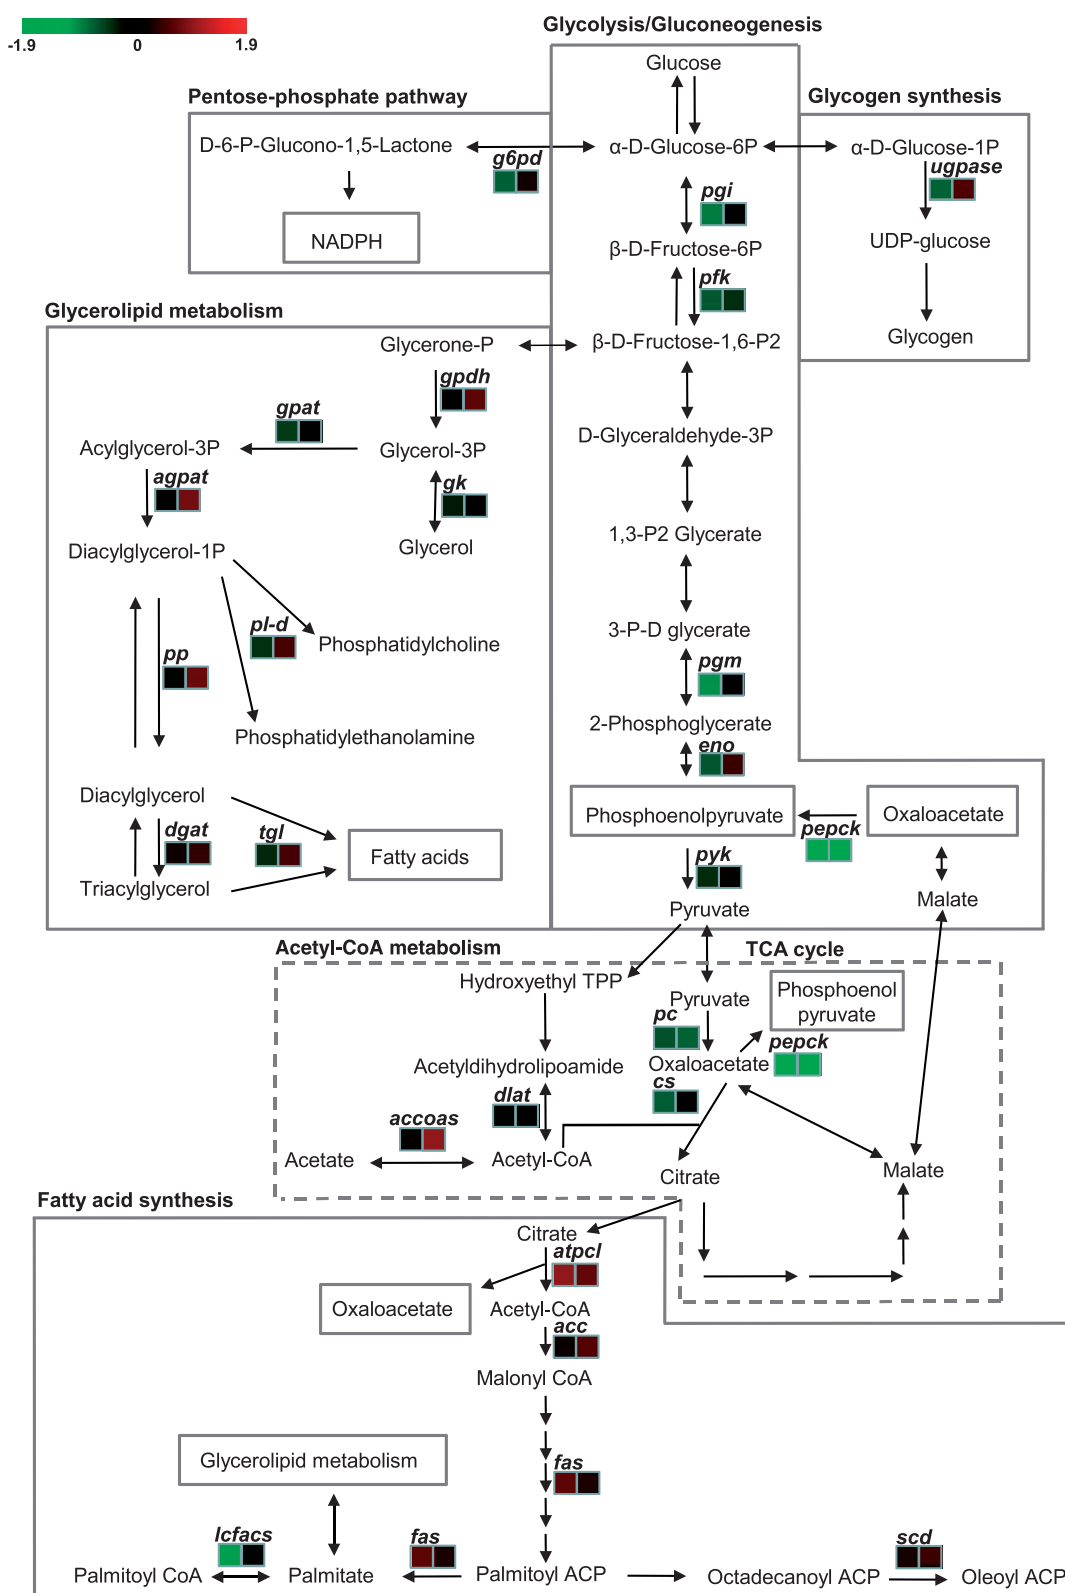 Glycolysis/Gluconeogenesis
-1.9 0 1.9
Glucose
Pentose-phosphate pathway
Glycogen synthesis
D-6-P-Glucono-1,5-Lactone
α-D-Glucose-6P
α-D-Glucose-1P
g6pd
ugpase
pgi
NADPH
β-D-Fructose-6P
UDP-glucose
pfk
Glycerolipid metabolism
Glycerone-P
β-D-Fructose-1,6-P2
Glycogen
gpdh
gpat
Acylglycerol-3P
Glycerol-3P
D-Glyceraldehyde-3P
agpat
gk
Diacylglycerol-1P
Glycerol
1,3-P2 Glycerate
pl-d
Phosphatidylcholine
3-P-D glycerate
pp
pgm
Phosphatidylethanolamine
2-Phosphoglycerate
eno
Diacylglycerol
Phosphoenolpyruvate
Oxaloacetate
pepck
dgat
tgl
Fatty acids
pyk
Triacylglycerol
Pyruvate
Malate
Acetyl-CoA metabolism
TCA cycle
Hydroxyethyl TPP
Pyruvate
Phosphoenol
pyruvate
pc
pepck
Acetyldihydrolipoamide
Oxaloacetate
dlat
cs
accoas
Acetate
Acetyl-CoA
Citrate
Malate
Fatty acid synthesis
Citrate
atpcl
Oxaloacetate
Acetyl-CoA
acc
Malonyl CoA
Glycerolipid metabolism
fas
lcfacs
fas
scd
Palmitoyl CoA
Palmitate
Palmitoyl ACP
Octadecanoyl ACP
Oleoyl ACP